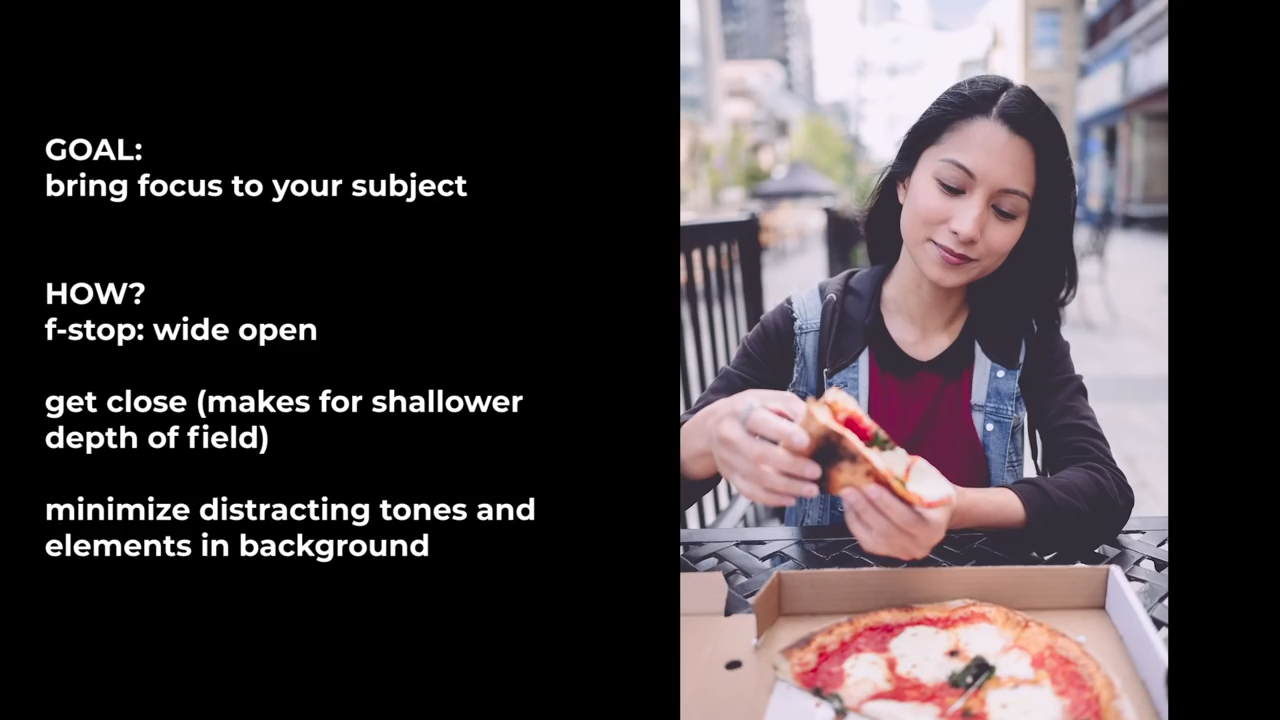 GOAL:
bring focus to your subject
HOW?
f-stop: wide open
get close (makes for shallower
depth of field)
minimize distracting tones and
elements in background